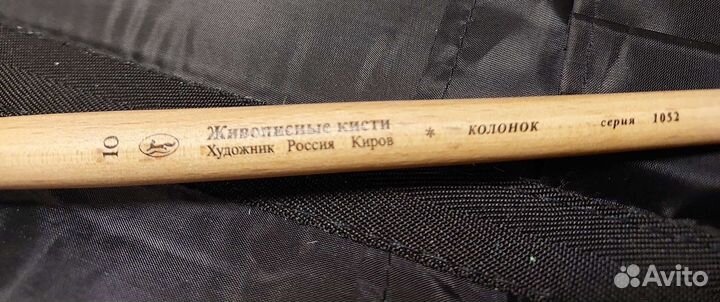 10
Живописные кисти
Художник Россия Киров
* КОЛОНОК серия 1052
Avito